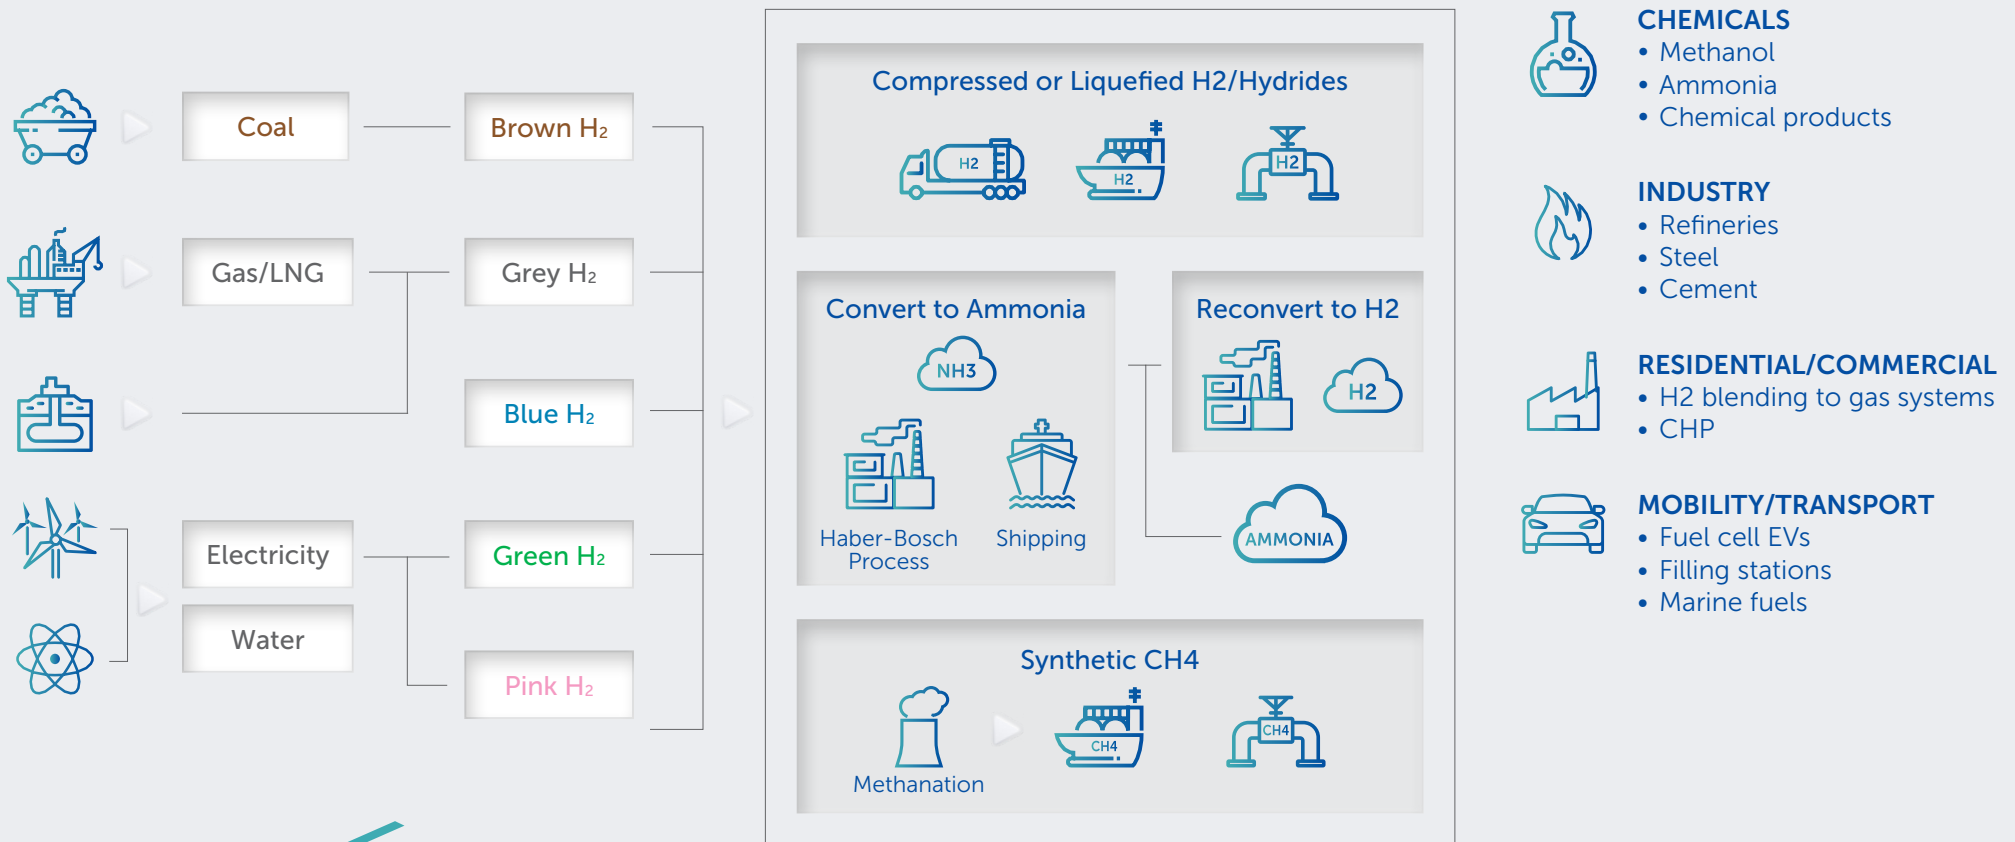 Coal
Brown H2
Gas/LNG
Grey H2
Blue H2
Electricity
Green H2
Water
Pink H2
Compressed or Liquefied H2/Hydrides
H2
H2
H2
Convert to Ammonia
NH3
Haber-Bosch
Process
Shipping
Reconvert to H2
H2
AMMONIA
Synthetic CH4
Methanation
CH4
CH4
CHEMICALS
• Methanol
• Ammonia
• Chemical products
INDUSTRY
• Refineries
• Steel
• Cement
RESIDENTIAL/COMMERCIAL
• H2 blending to gas systems
• CHP
MOBILITY/TRANSPORT
• Fuel cell EVs
• Filling stations
• Marine fuels